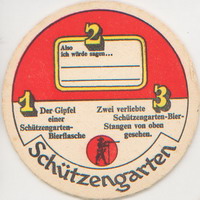 2
Also
ich würde sagen...
1
Der Gipfel
einer
Schützengarten-
Bierflasche
3
Zwei verliebte
Schützengarten-Bier-
Stangen von oben
gesehen.
Schützengarten